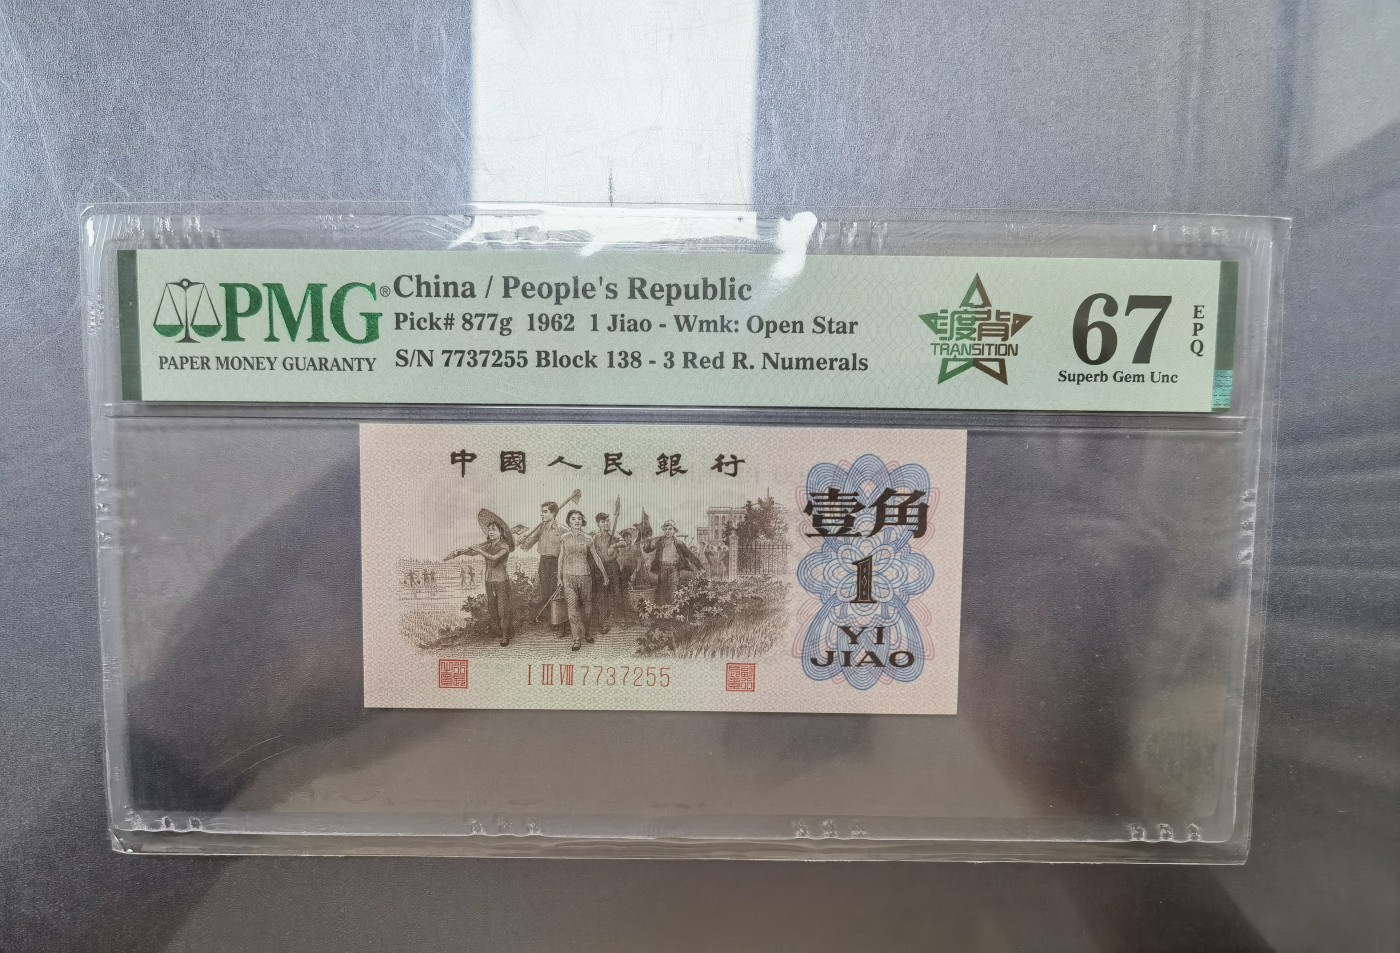 PMG®
PAPER MONEY GUARANTY
China / People's Republic
Pick# 877g 1962 1 Jiao - Wmk: Open Star
S/N 7737255 Block 138 - 3 Red R. Numerals
渡背
TRANSITION
67
EPQ
Superb Gem Unc
中國人民銀行
壹角
1
YI
JIAO
I III VIII 7737255